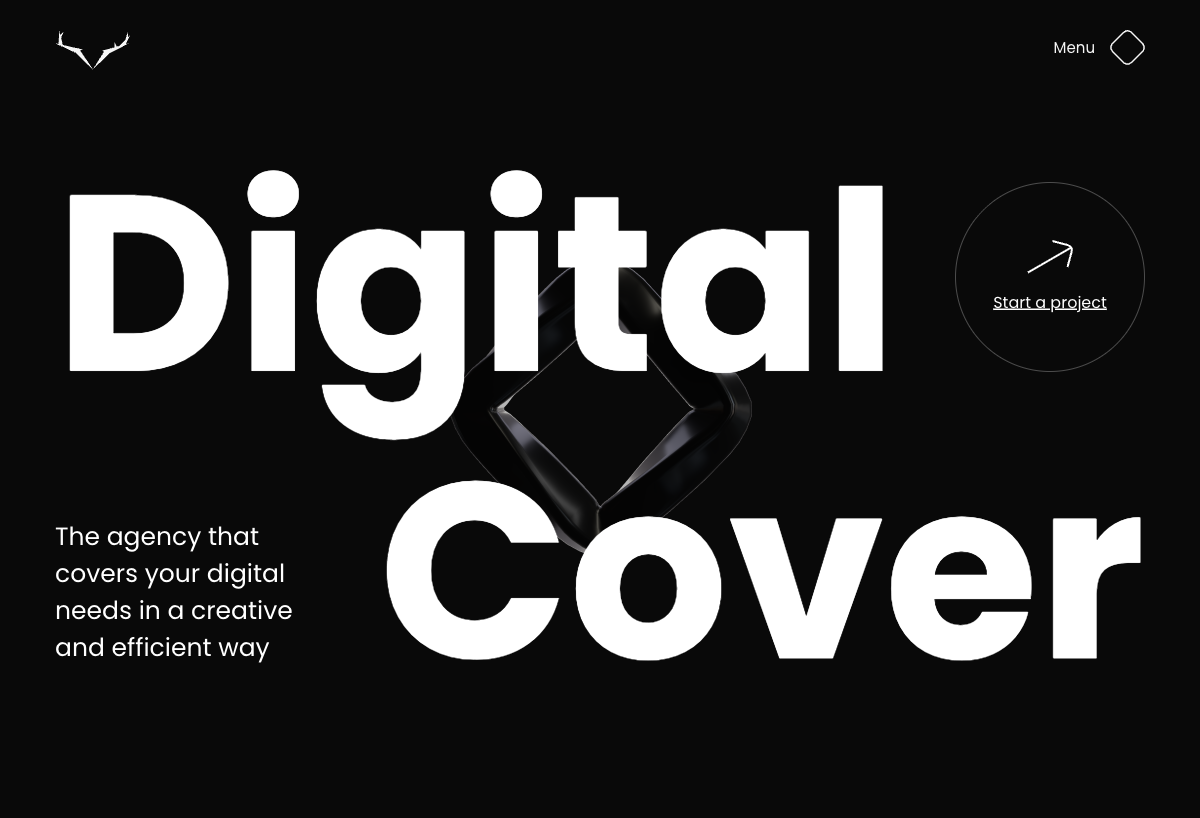 Menu
Digital
Start a project
Cover
The agency that
covers your digital
needs in a creative
and efficient way